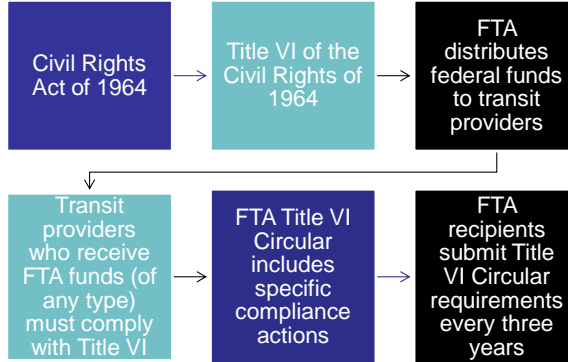 Civil Rights
Act of 1964
Title VI of the
Civil Rights of
1964
FTA
distributes
federal funds
to transit
providers
Transit
providers
who receive
FTA funds (of
any type)
must comply
with Title VI
FTA Title VI
Circular
includes
specific
compliance
actions
FTA
recipients
submit Title
VI Circular
requirements
every three
years